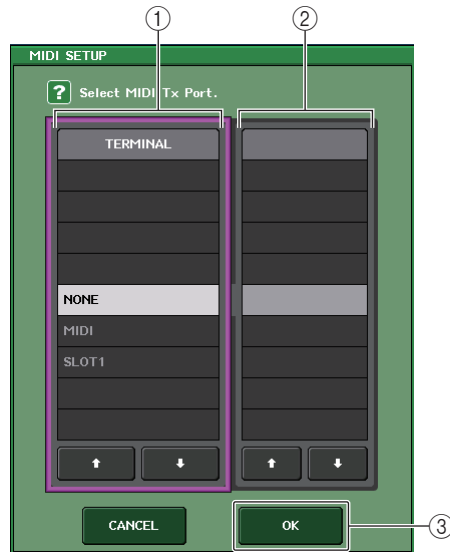 ① ②
MIDI SETUP
? Select MIDI Tx Port.
TERMINAL
NONE
MIDI
SLOT1
CANCEL OK ③